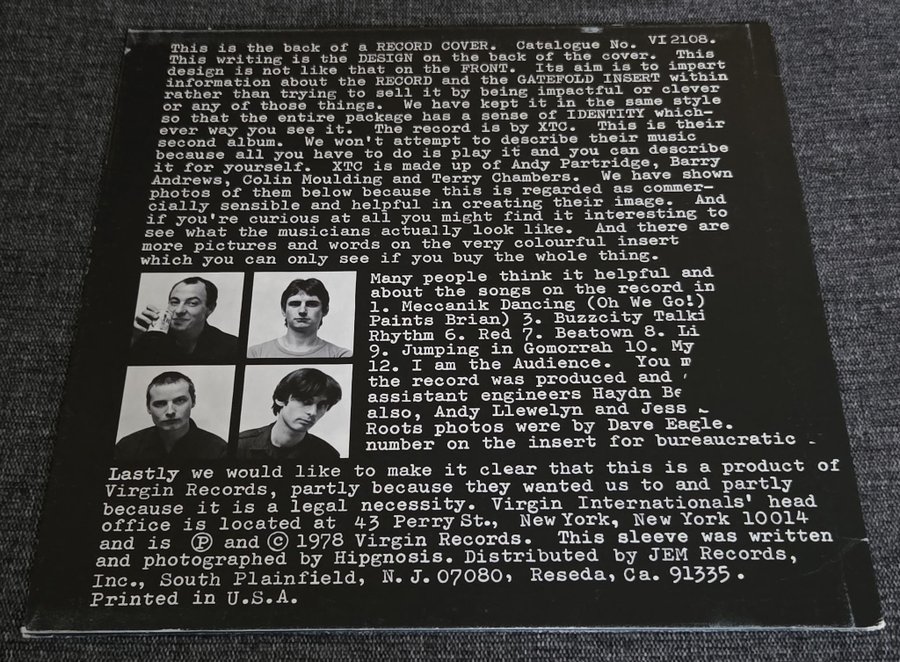 This is the back of a RECORD COVER. Catalogue No. VI 2108.
This writing is the DESIGN on the back of the cover. This
design is not like that on the FRONT. Its aim is to impart
information about the RECORD and the GATEFOLD INSERT within
rather than trying to sell it by being impactful or clever
or any of those things. We have kept it in the same style
so that the entire package has a sense of IDENTITY which-
ever way you see it. The record is by XTC. This is their
second album. We won't attempt to describe their music
because all you have to do is play it and you can describe
it for yourself. XTC is made up of Andy Partridge, Barry
Andrews, Colin Moulding and Terry Chambers. We have shown
photos of them below because this is regarded as commer-
cially sensible and helpful in creating their image. And
if you're curious at all you might find it interesting to
see what the musicians actually look like. And there are
more pictures and words on the very colourful insert
which you can only see if you buy the whole thing.
Many people think it helpful and
about the songs on the record in
1. Meccanik Dancing (Oh We Go!)
Paints Brian) 3. Buzzcity Talki
Rhythm 6. Red 7. Beatown 8. Li
9. Jumping in Gomorrah 10. My
12. I am the Audience. You m
the record was produced and
assistant engineers Haydn Be
also, Andy Llewelyn and Jess
Roots photos were by Dave Eagle.
number on the insert for bureaucratic
Lastly we would like to make it clear that this is a product of
Virgin Records, partly because they wanted us to and partly
because it is a legal necessity. Virgin Internationals' head
office is located at 43 Perry St., New York, New York 10014
and is Ⓟ and © 1978 Virgin Records. This sleeve was written
and photographed by Hipgnosis. Distributed by JEM Records,
Inc., South Plainfield, N.J. 07080, Reseda, Ca. 91335.
Printed in U.S.A.